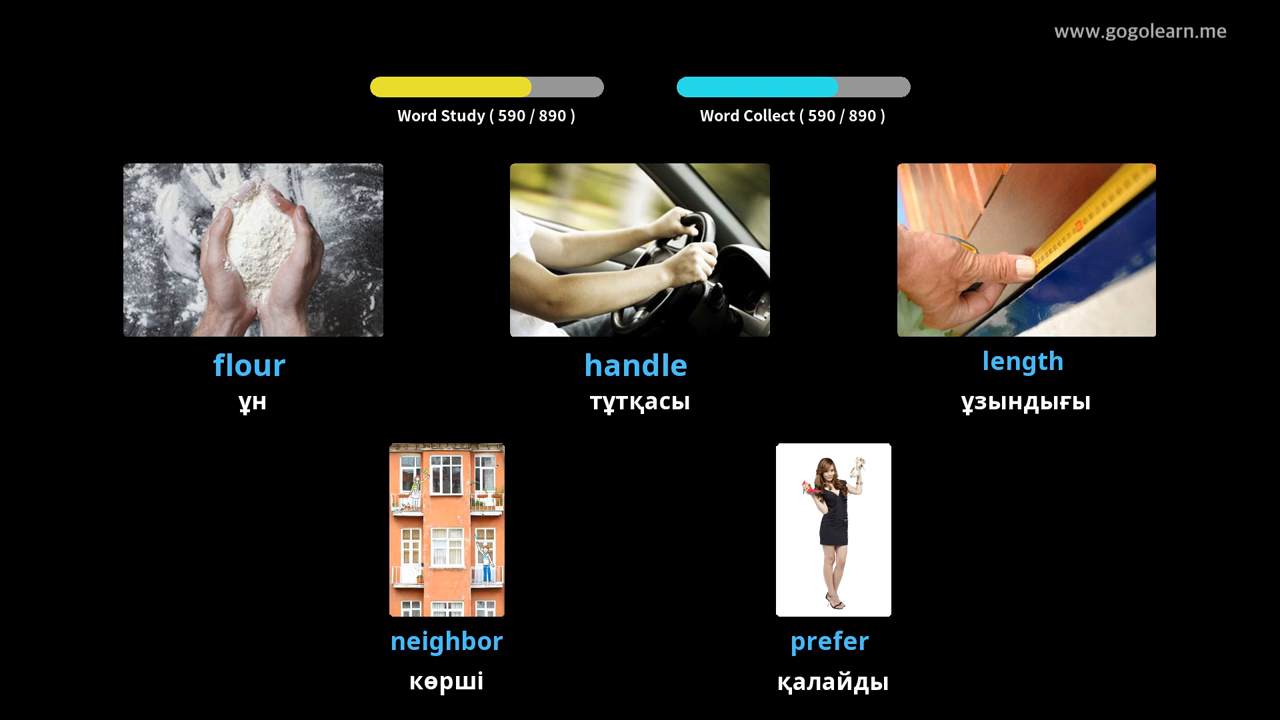 www.gogolearn.me
Word Study ( 590 / 890 )
Word Collect ( 590 / 890 )
flour
ұн
handle
тұтқасы
length
ұзындығы
neighbor
көрші
prefer
қалайды